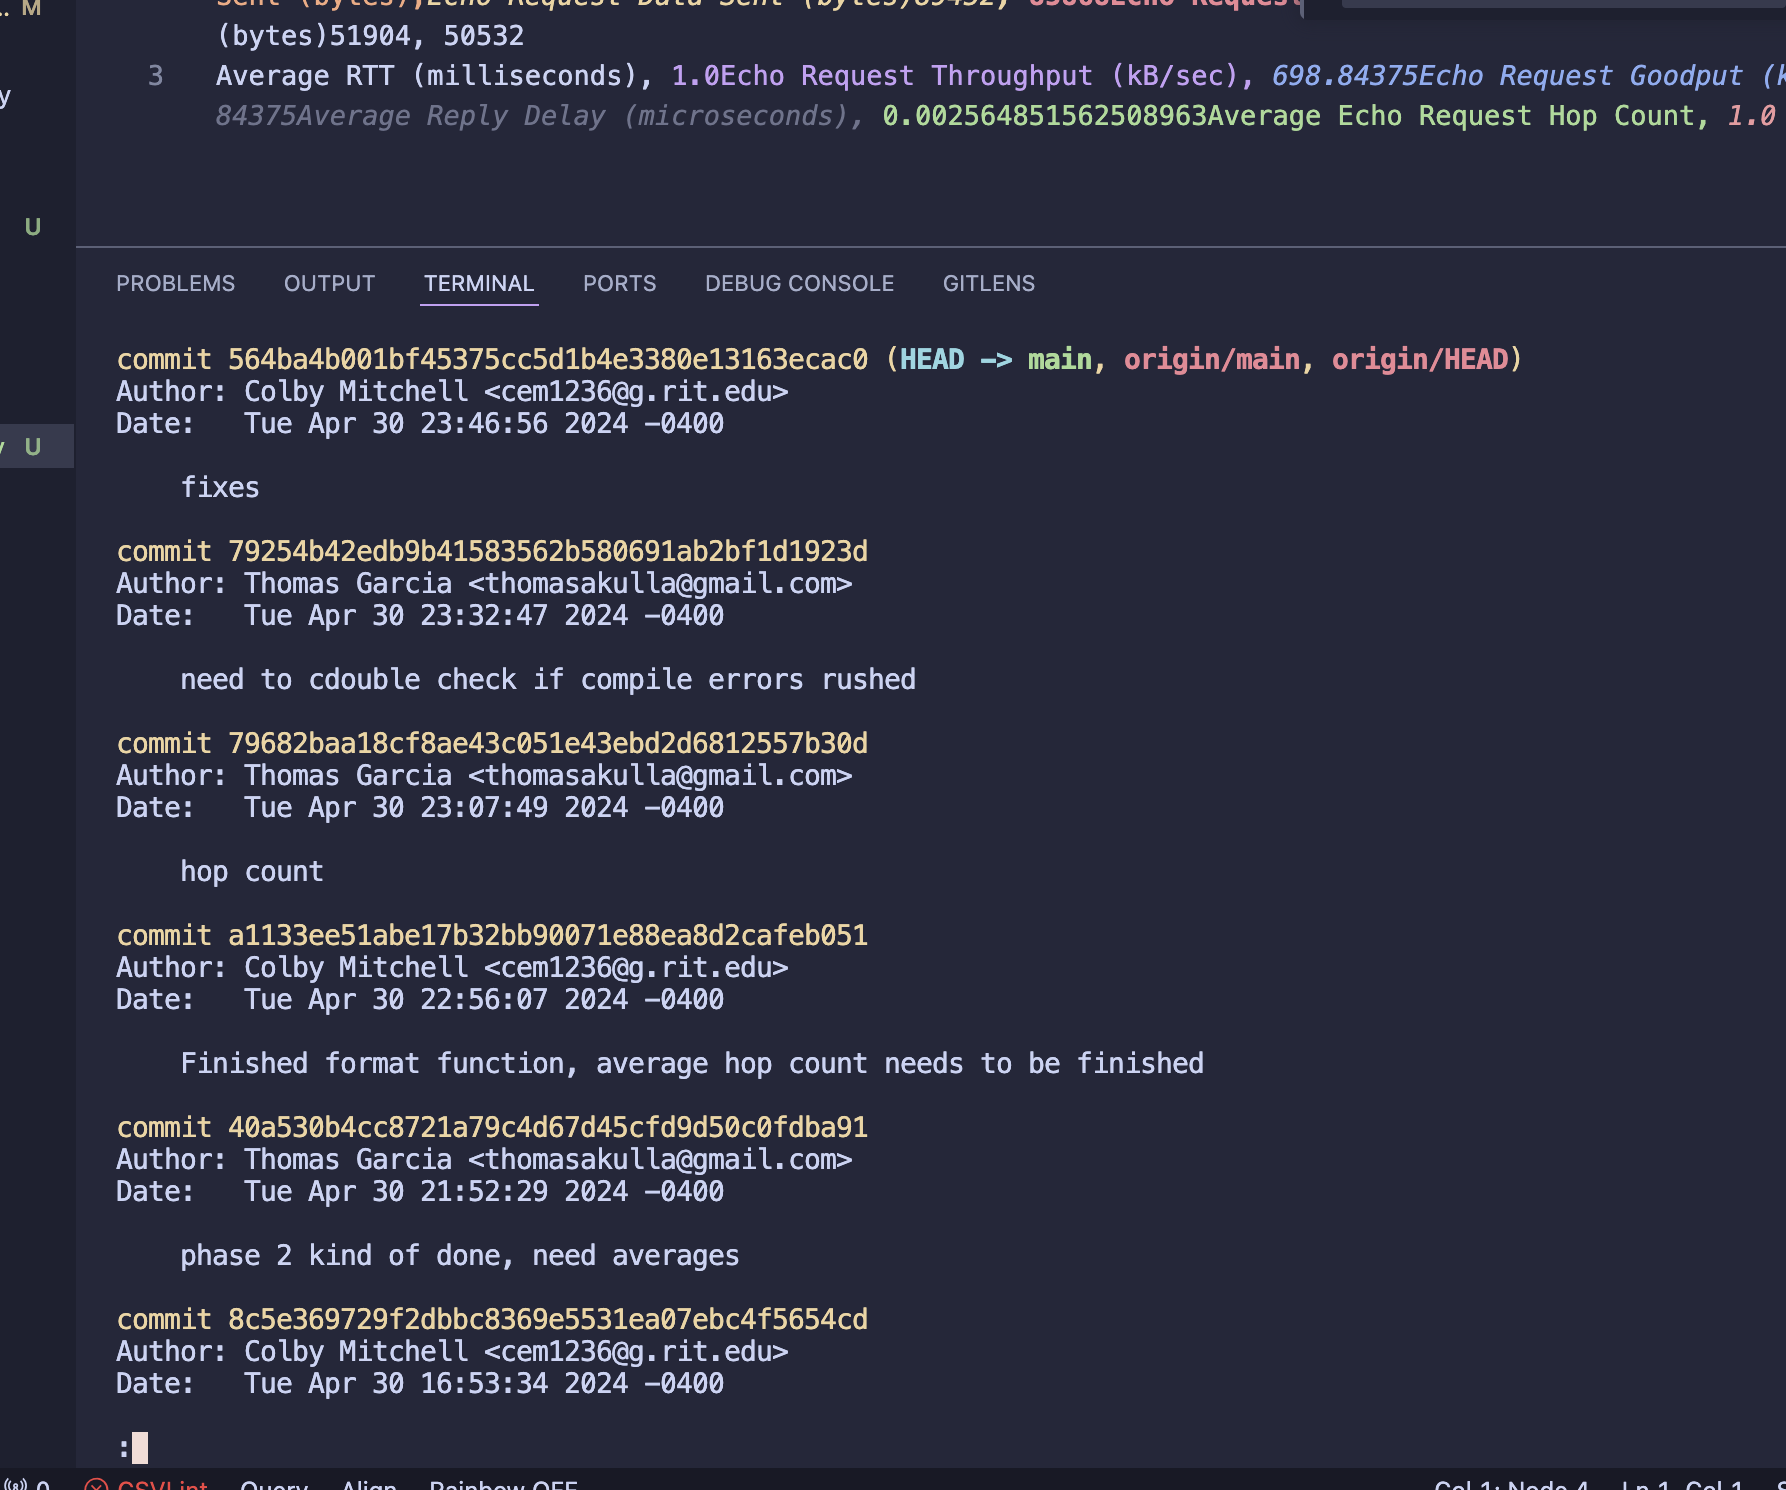 M
(bytes)51904, 50532
3 Average RTT (milliseconds), 1.0Echo Request Throughput (kB/sec), 698.84375Echo Request Goodput (k
84375Average Reply Delay (microseconds), 0.002564851562508963Average Echo Request Hop Count, 1.0
y
U
PROBLEMS OUTPUT TERMINAL PORTS DEBUG CONSOLE GITLENS
commit 564ba4b001bf45375cc5d1b4e3380e13163ecac0 (HEAD -> main, origin/main, origin/HEAD)
Author: Colby Mitchell <cem1236@g.rit.edu>
Date:   Tue Apr 30 23:46:56 2024 -0400
U
fixes
commit 79254b42edb9b41583562b580691ab2bf1d1923d
Author: Thomas Garcia <thomasakulla@gmail.com>
Date:   Tue Apr 30 23:32:47 2024 -0400
need to cdouble check if compile errors rushed
commit 79682baa18cf8ae43c051e43ebd2d6812557b30d
Author: Thomas Garcia <thomasakulla@gmail.com>
Date:   Tue Apr 30 23:07:49 2024 -0400
hop count
commit a1133ee51abe17b32bb90071e88ea8d2cafeb051
Author: Colby Mitchell <cem1236@g.rit.edu>
Date:   Tue Apr 30 22:56:07 2024 -0400
Finished format function, average hop count needs to be finished
commit 40a530b4cc8721a79c4d67d45cfd9d50c0fdba91
Author: Thomas Garcia <thomasakulla@gmail.com>
Date:   Tue Apr 30 21:52:29 2024 -0400
phase 2 kind of done, need averages
commit 8c5e369729f2dbbc8369e5531ea07ebc4f5654cd
Author: Colby Mitchell <cem1236@g.rit.edu>
Date:   Tue Apr 30 16:53:34 2024 -0400
:
0 CSVLint Query Align Rainbow OFF Col 1: Node 4 Ln 1, Col 1